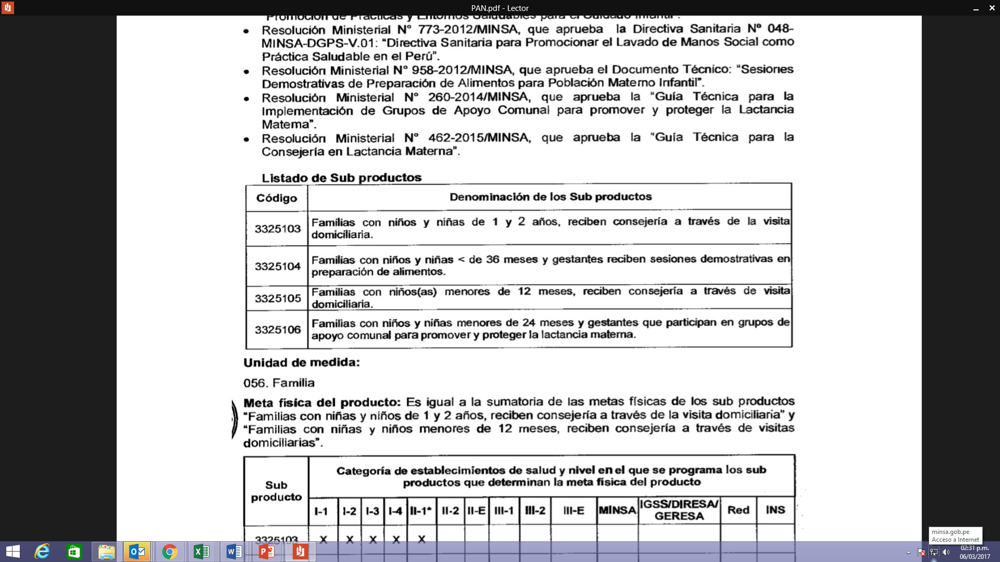 PAN.pdf - Lector
Promoción de Prácticas y Entornos Saludables para el Cuidado Infantil".
• Resolución Ministerial N° 773-2012/MINSA, que aprueba la Directiva Sanitaria Nº 048-
MINSA-DGPS-V.01: "Directiva Sanitaria para Promocionar el Lavado de Manos Social como
Práctica Saludable en el Perú".
• Resolución Ministerial N° 958-2012/MINSA, que aprueba el Documento Técnico: "Sesiones
Demostrativas de Preparación de Alimentos para Población Materno Infantil".
• Resolución Ministerial N° 260-2014/MINSA, que aprueba la "Guía Técnica para la
Implementación de Grupos de Apoyo Comunal para promover y proteger la Lactancia
Materna".
• Resolución Ministerial N° 462-2015/MINSA, que aprueba la "Guía Técnica para la
Consejería en Lactancia Materna".
Listado de Sub productos
Código Denominación de los Sub productos
3325103 Familias con niños y niñas de 1 y 2 años, reciben consejería a través de la visita
domiciliaria.
3325104 Familias con niños y niñas < de 36 meses y gestantes reciben sesiones demostrativas en
preparación de alimentos.
3325105 Familias con niños(as) menores de 12 meses, reciben consejería a través de visita
domiciliaria.
3325106 Familias con niños y niñas menores de 24 meses y gestantes que participan en grupos de
apoyo comunal para promover y proteger la lactancia materna.
Unidad de medida:
056. Familia
Meta física del producto: Es igual a la sumatoria de las metas físicas de los sub productos
"Familias con niñas y niños de 1 y 2 años, reciben consejería a través de la visita domiciliaria" y
"Familias con niñas y niños menores de 12 meses, reciben consejería a través de visitas
domiciliarias".
Sub
producto
Categoría de establecimientos de salud y nivel en el que se programa los sub
productos que determinan la meta física del producto
I-1 I-2 I-3 I-4 II-1* II-2 II-E III-1 III-2 III-E MINSA IGSS/DIRESA/
GERESA Red INS
3325103 X X X X X
minsa.gob.pe
Acceso a Internet
02:31 p.m.
06/03/2017